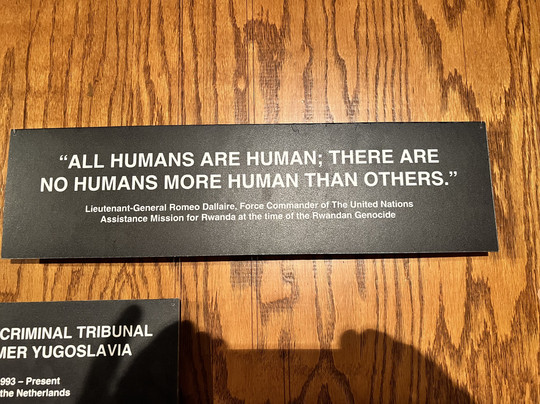 “ALL HUMANS ARE HUMAN; THERE ARE
NO HUMANS MORE HUMAN THAN OTHERS.”
Lieutenant-General Romeo Dallaire, Force Commander of The United Nations
Assistance Mission for Rwanda at the time of the Rwandan Genocide
CRIMINAL TRIBUNAL
MER YUGOSLAVIA
993 – Present
the Netherlands